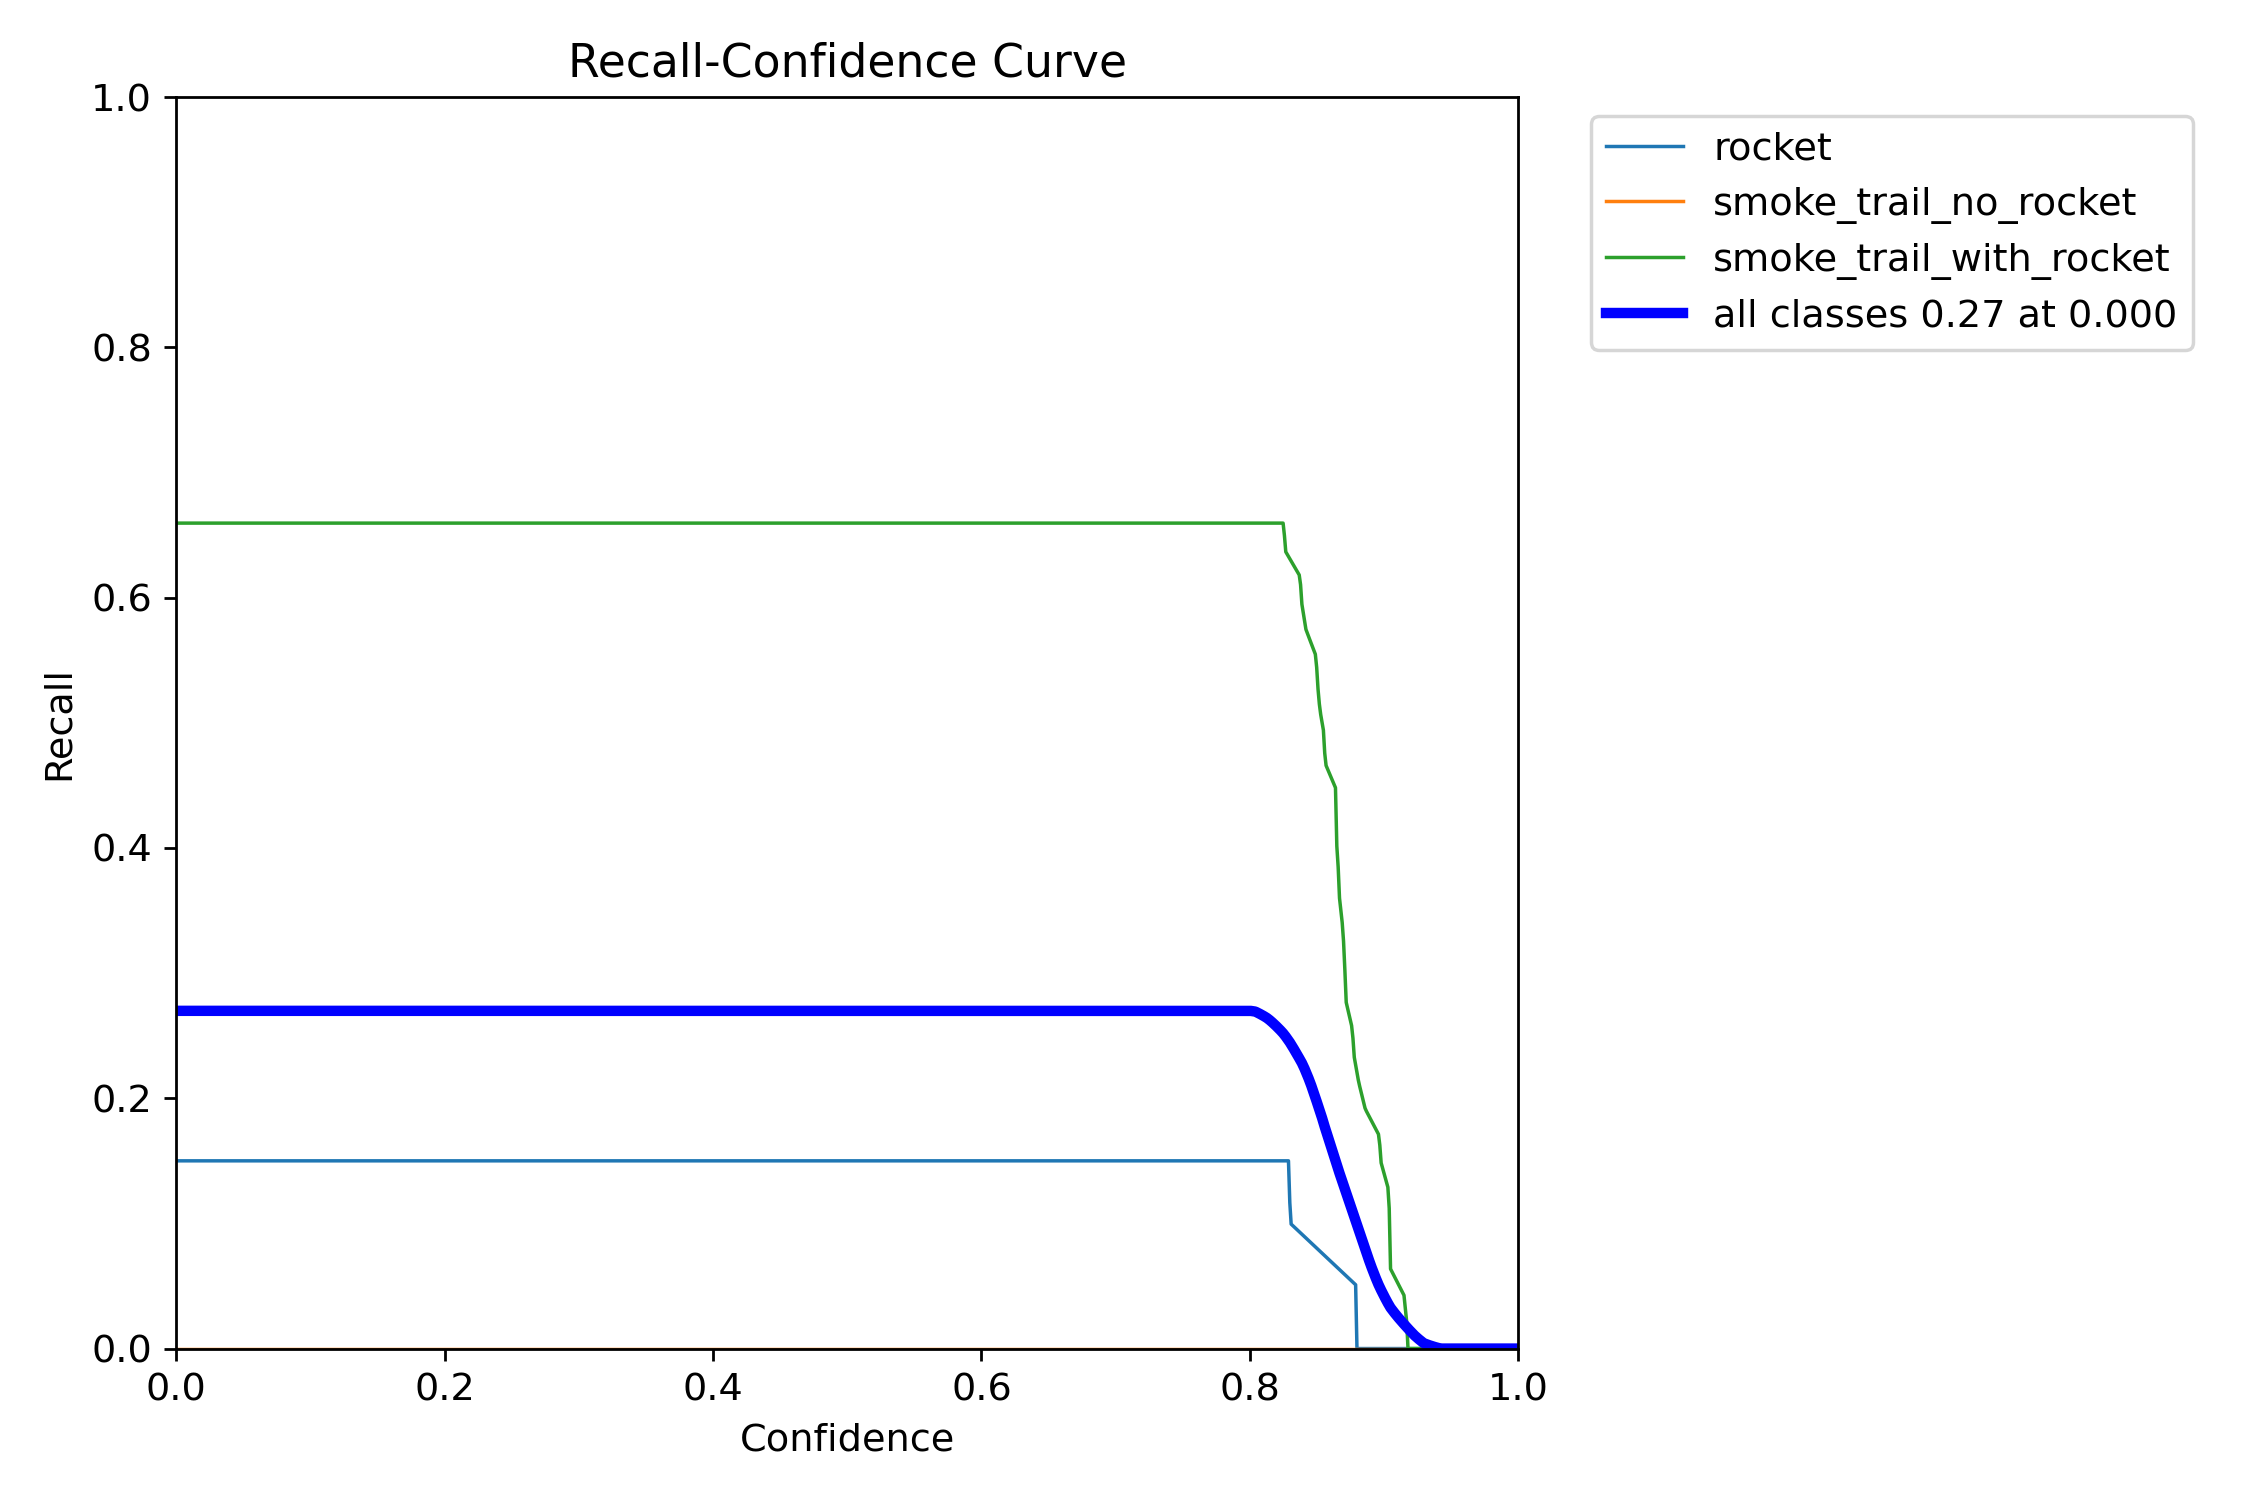 Recall-Confidence Curve
1.0
0.8
0.6
0.4
0.2
0.0
Recall
0.0 0.2 0.4 0.6 0.8 1.0
Confidence
rocket
smoke_trail_no_rocket
smoke_trail_with_rocket
all classes 0.27 at 0.000